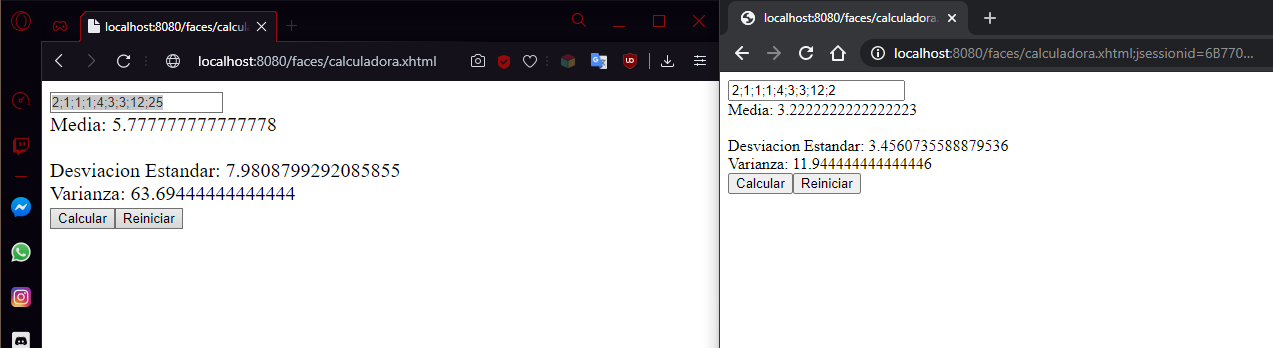 localhost:8080/faces/calcul
localhost:8080/faces/calculadora.xhtml
2;1;1;1;4;3;3;12;25
Media: 5.777777777777778
Desviacion Estandar: 7.9808799292085855
Varianza: 63.69444444444444
Calcular
Reiniciar
localhost:8080/faces/calculadora.
localhost:8080/faces/calculadora.xhtml;jsessionid=6B770...
2;1;1;1;4;3;3;12;2
Media: 3.2222222222222223
Desviacion Estandar: 3.4560735588879536
Varianza: 11.944444444444446
Calcular
Reiniciar